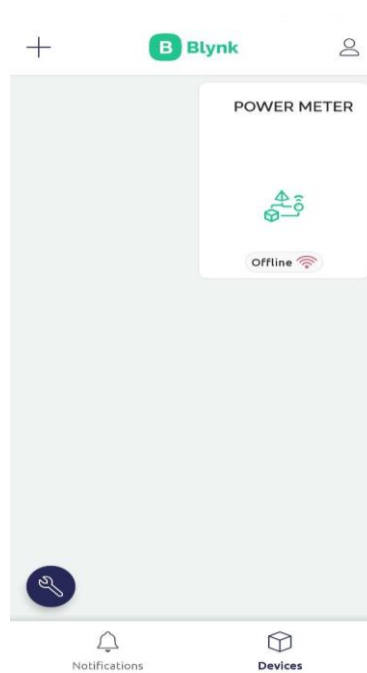 B Blynk
POWER METER
Offline
Notifications
Devices